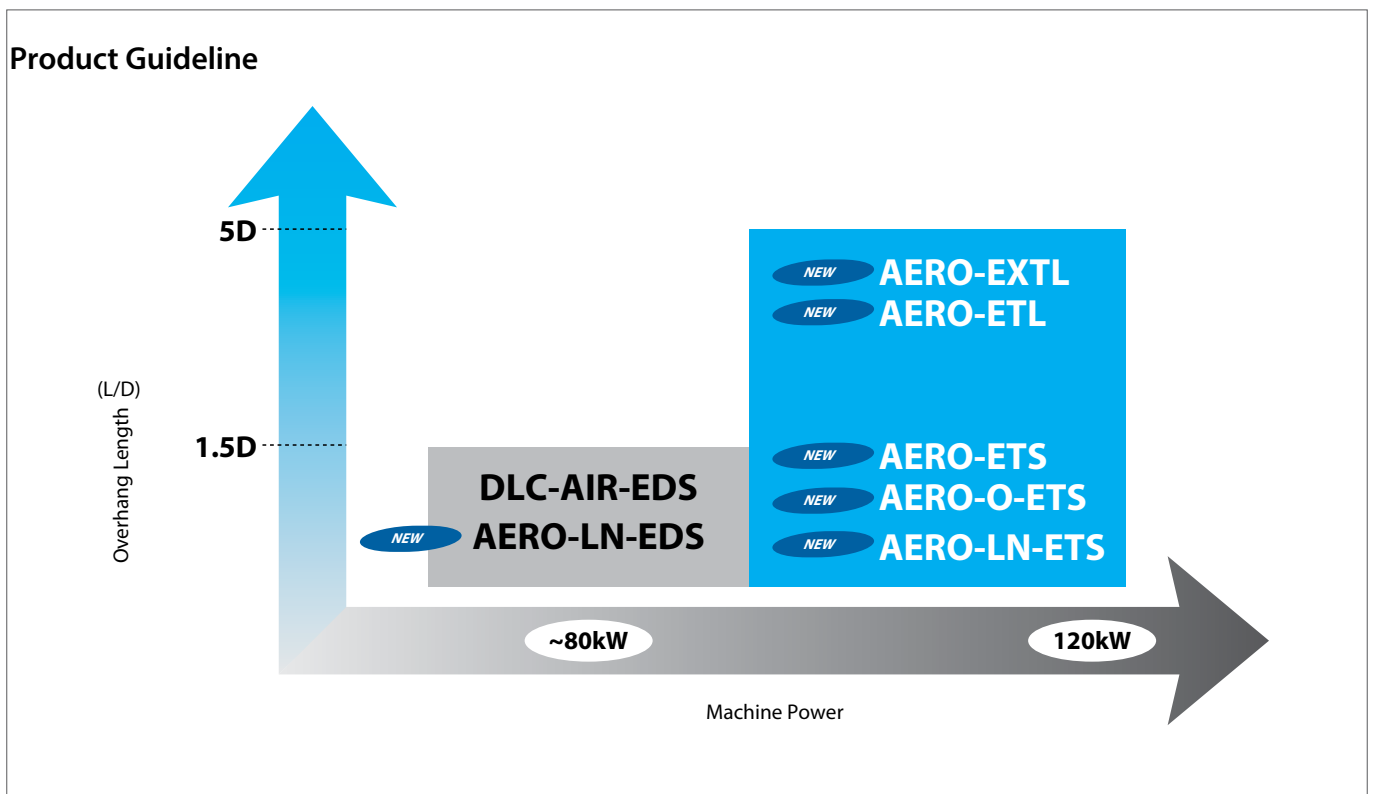 Product Guideline
5D
NEW AERO-EXTL
NEW AERO-ETL
(L/D)
Overhang Length
1.5D
NEW AERO-ETS
DLC-AIR-EDS
NEW AERO-O-ETS
NEW AERO-LN-EDS
NEW AERO-LN-ETS
~80kW
120kW
Machine Power